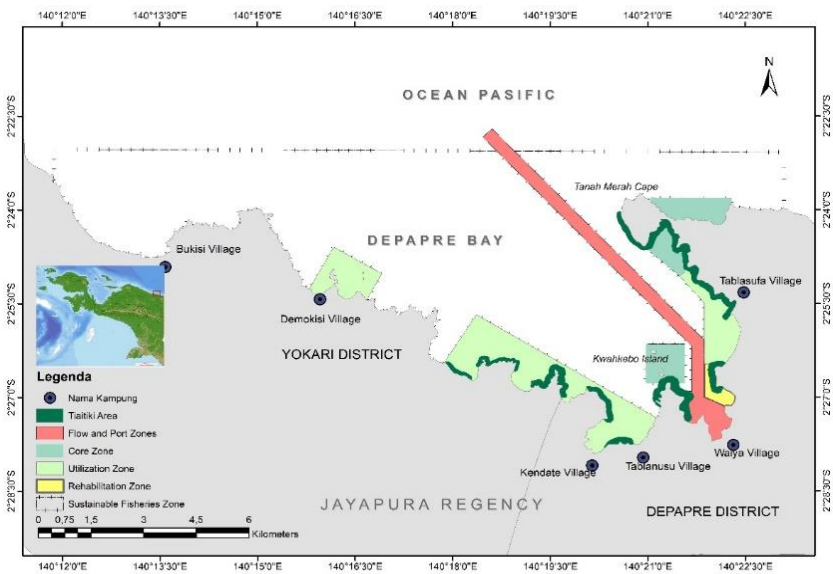 140°12'0"E 140°13'30"E 140°15'0"E 140°16'30"E 140°18'0"E 140°19'30"E 140°21'0"E 140°22'30"E
N
OCEAN PASIFIC
2°22'30"S 2°22'30"S
Tanah Merah Cape
2°24'0"S 2°24'0"S
DEPAPRE BAY
Bukisi Village
Tablasufa Village
2°25'30"S 2°25'30"S
Demokisi Village
YOKARI DISTRICT
Kwahkebo Island
Legenda
Nama Kampung
2°27'0"S 2°27'0"S
Tiaitiki Area
Flow and Port Zones
Core Zone
Utilization Zone
Rehabilitation Zone
Sustainable Fisheries Zone
Waiya Village
Kendate Village
Tablanusu Village
2°28'30"S 2°28'30"S
JAYAPURA REGENCY
DEPAPRE DISTRICT
0 0,75 1,5 3 4,5 6
Kilometers
140°12'0"E 140°13'30"E 140°15'0"E 140°16'30"E 140°18'0"E 140°19'30"E 140°21'0"E 140°22'30"E